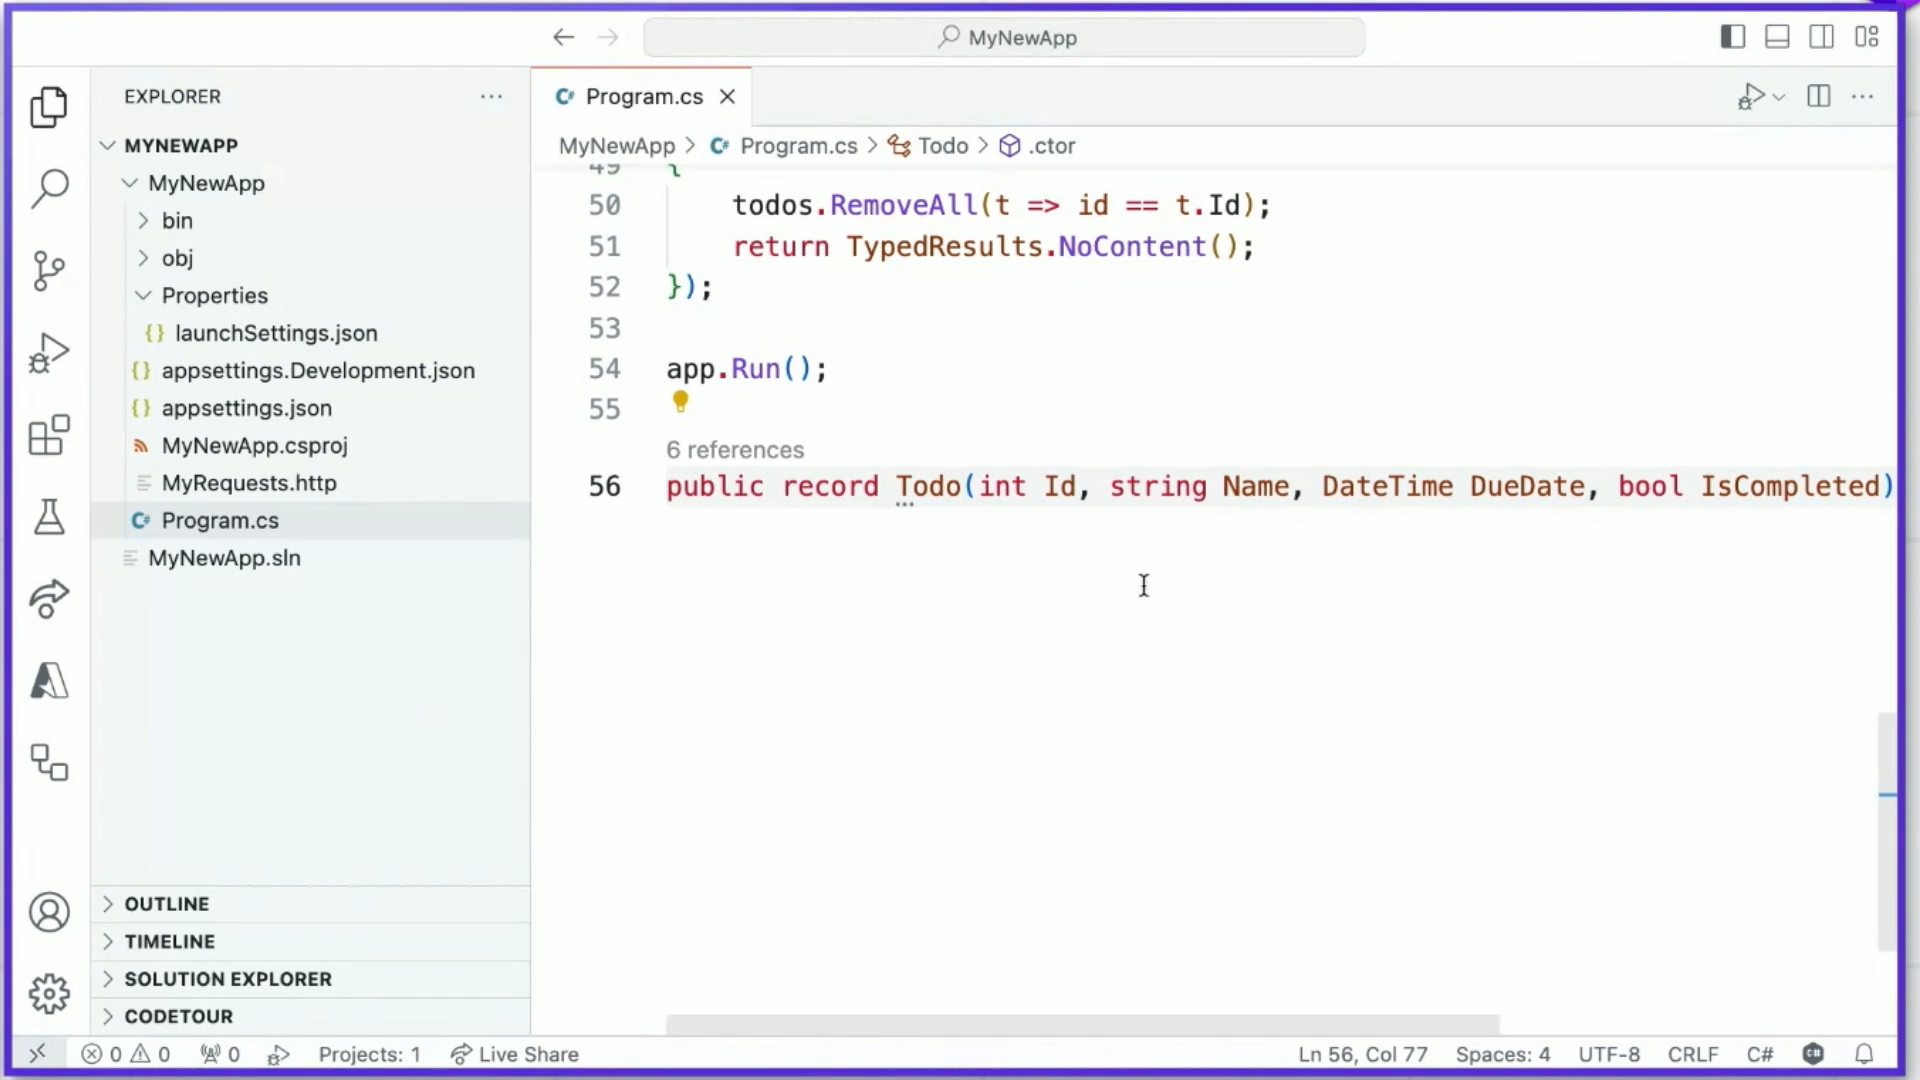 MyNewApp
EXPLORER
MYNEWAPP
MyNewApp
bin
obj
Properties
{} launchSettings.json
{} appsettings.Development.json
{} appsettings.json
MyNewApp.csproj
MyRequests.http
C# Program.cs
MyNewApp.sln
OUTLINE
TIMELINE
SOLUTION EXPLORER
CODETOUR
C# Program.cs
MyNewApp > C# Program.cs > Todo > .ctor
49 {
50 todos.RemoveAll(t => id == t.Id);
51 return TypedResults.NoContent();
52 });
53
54 app.Run();
55
6 references
56 public record Todo(int Id, string Name, DateTime DueDate, bool IsCompleted)
0 0 0 Projects: 1 Live Share Ln 56, Col 77 Spaces: 4 UTF-8 CRLF C#